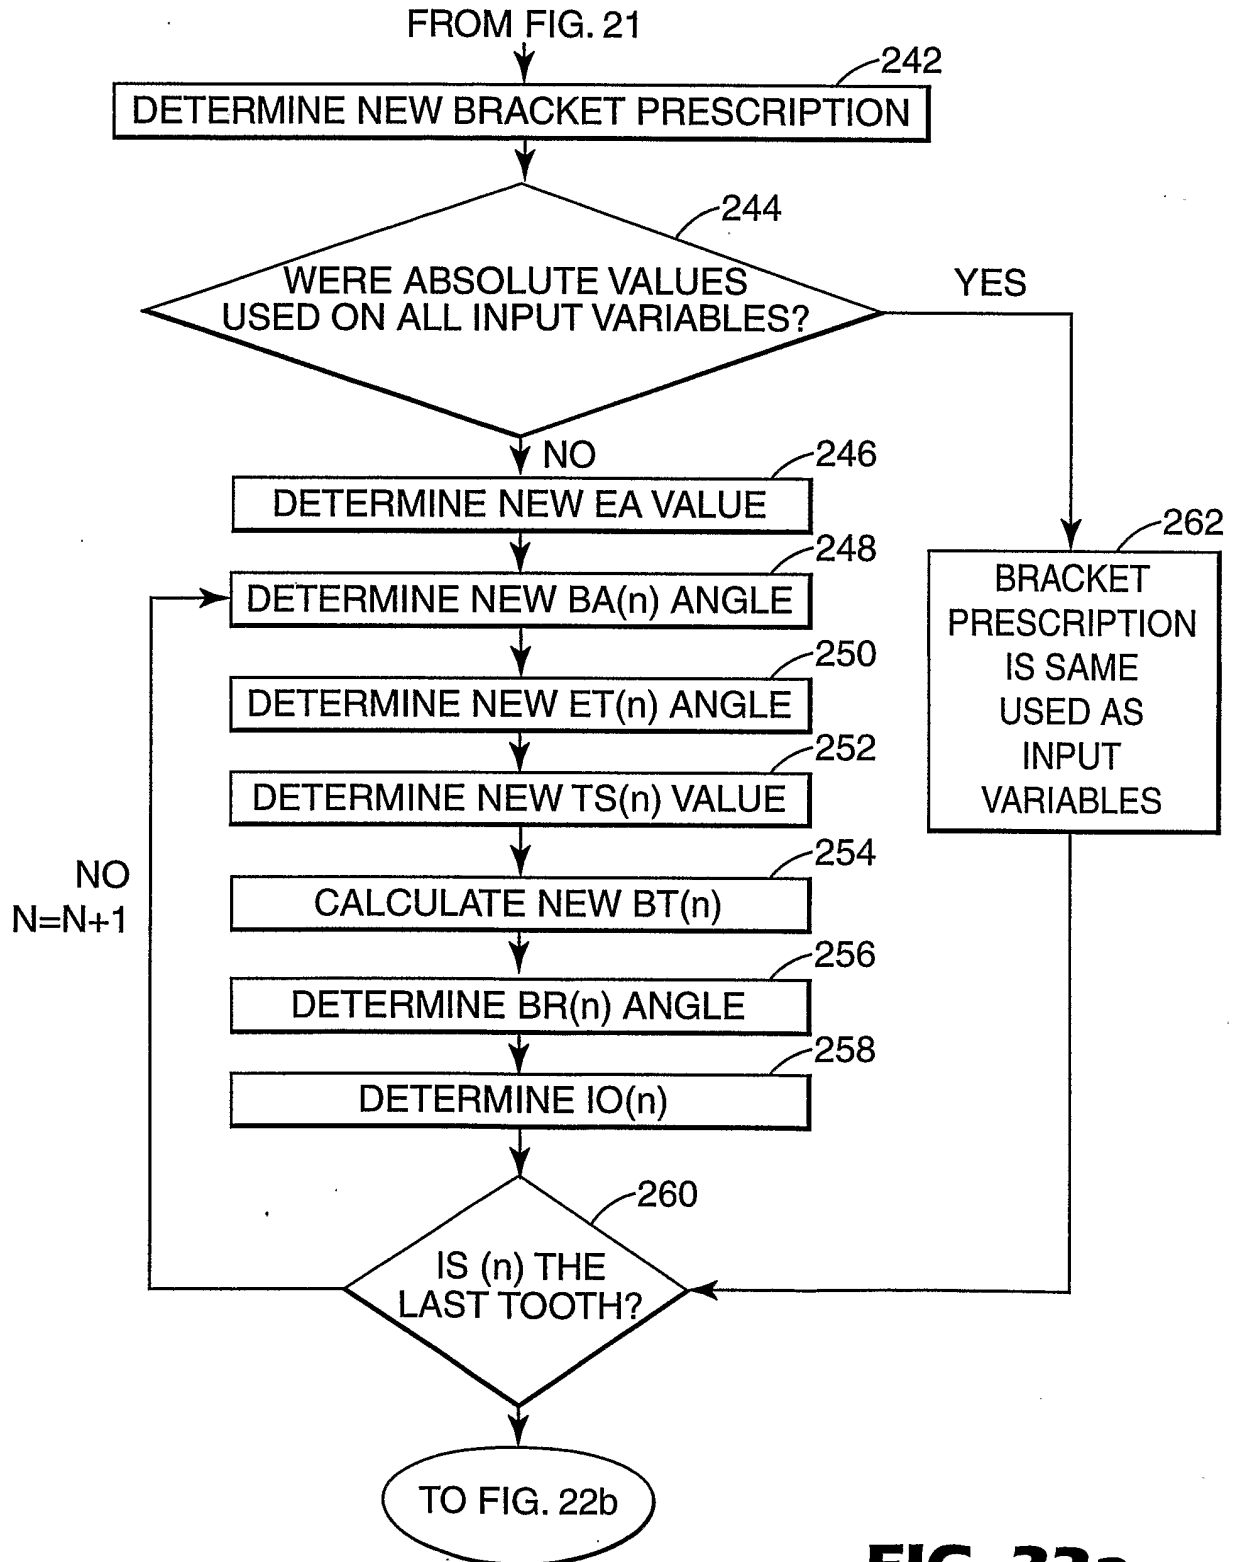 FROM FIG. 21
242
DETERMINE NEW BRACKET PRESCRIPTION
244
WERE ABSOLUTE VALUES
USED ON ALL INPUT VARIABLES?
YES
NO
246
DETERMINE NEW EA VALUE
248
DETERMINE NEW BA(n) ANGLE
250
DETERMINE NEW ET(n) ANGLE
252
DETERMINE NEW TS(n) VALUE
254
CALCULATE NEW BT(n)
256
DETERMINE BR(n) ANGLE
258
DETERMINE IO(n)
262
BRACKET
PRESCRIPTION
IS SAME
USED AS
INPUT
VARIABLES
NO
N=N+1
260
IS (n) THE
LAST TOOTH?
TO FIG. 22b
FIG. 22a